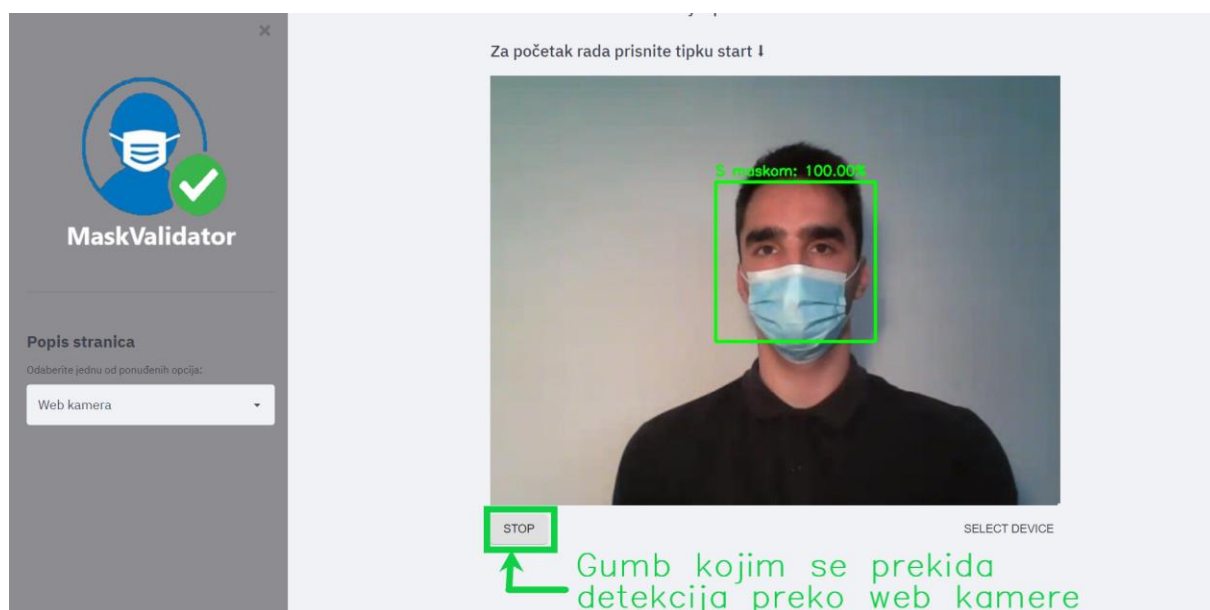 ×
MaskValidator
Popis stranica
Odaberite jednu od ponuđenih opcija:
Web kamera
Za početak rada prisnite tipku start ⬇
S maskom: 100.00%
STOP
SELECT DEVICE
Gumb kojim se prekida
detekcija preko web kamere